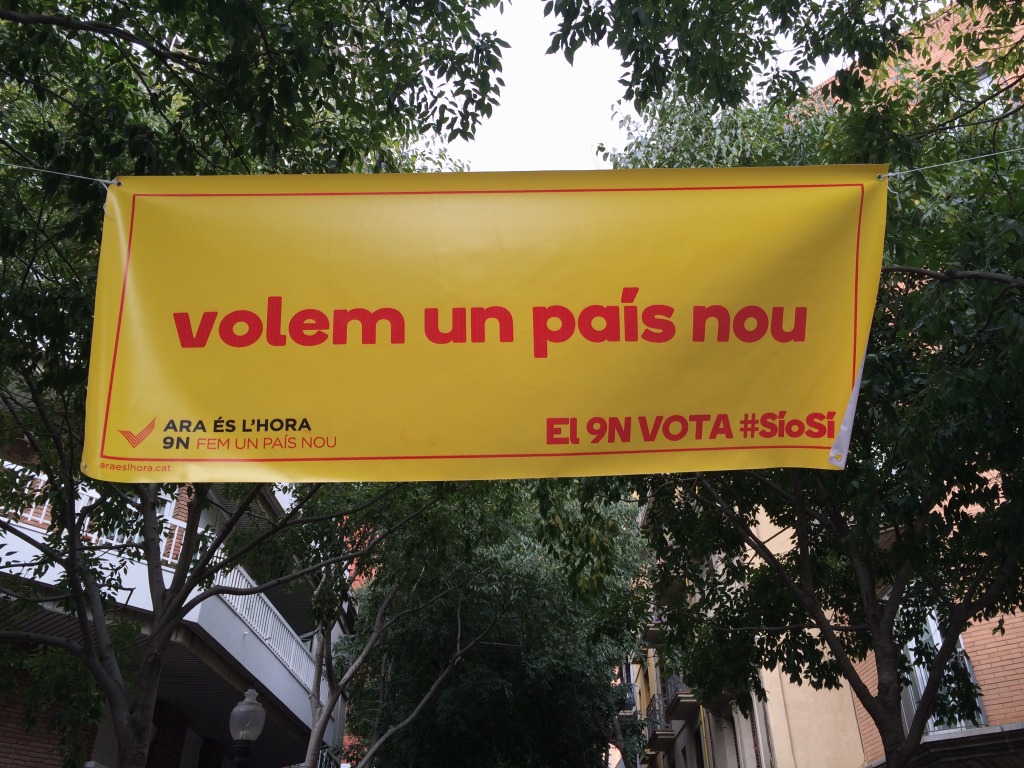 volem un país nou
ARA ÉS L'HORA
9N FEM UN PAÍS NOU
El 9N VOTA #SíoSí
araeslhora.cat